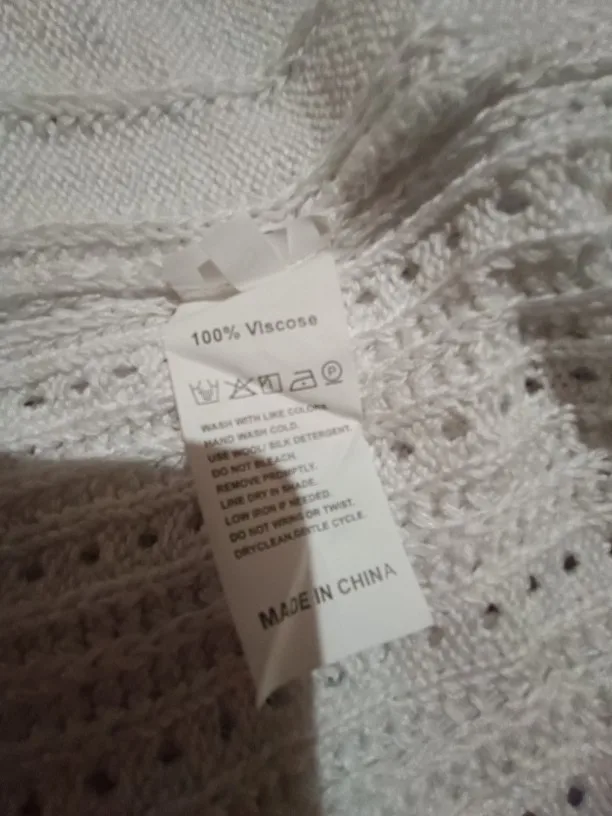 100% Viscose
P
WASH WITH LIKE COLORS
HAND WASH COLD.
USE WOOL/ SILK DETERGENT.
DO NOT BLEACH.
REMOVE PROMPTLY.
LINE DRY IN SHADE.
LOW IRON IF NEEDED.
DO NOT WRING OR TWIST.
DRYCLEAN,GENTLE CYCLE.
MADE IN CHINA